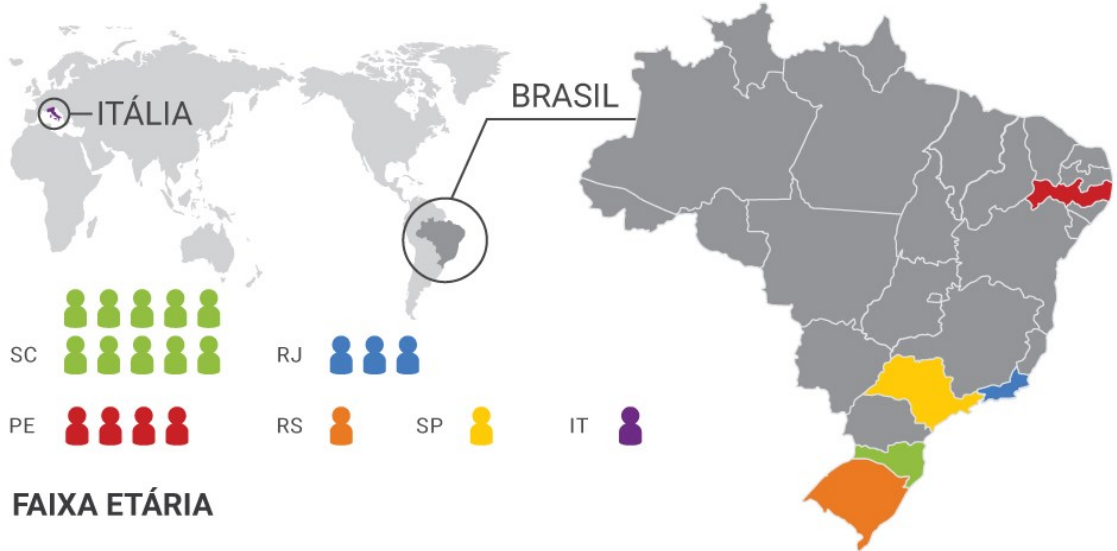 ITÁLIA
BRASIL
SC
RJ
PE
RS
SP
IT
FAIXA ETÁRIA